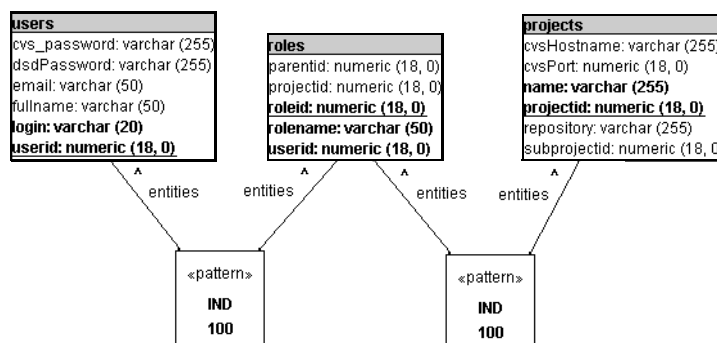 users
cvs_password: varchar (255)
dsdPassword: varchar (255)
email: varchar (50)
fullname: varchar (50)
login: varchar (20)
userid: numeric (18, 0)
roles
parentid: numeric (18, 0)
projectid: numeric (18, 0)
roleid: numeric (18, 0)
rolename: varchar (50)
userid: numeric (18, 0)
projects
cvsHostname: varchar (255)
cvsPort: numeric (18, 0)
name: varchar (255)
projectid: numeric (18, 0)
repository: varchar (255)
subprojectid: numeric (18, 0
^
entities
^
entities
^
entities
^
entities
«pattern»
IND
100
«pattern»
IND
100